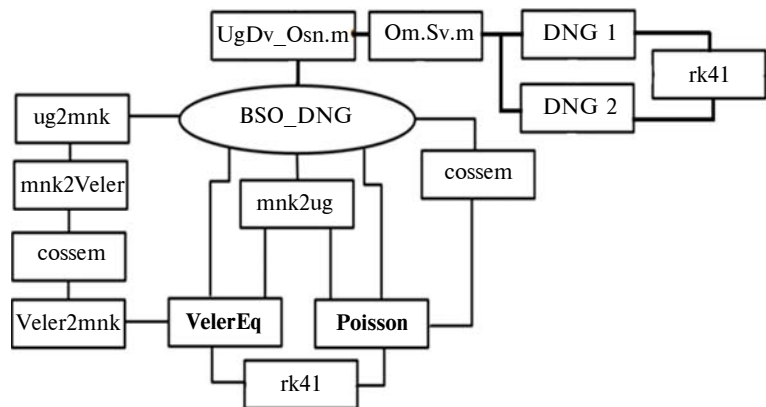 UgDv_Osn.m
Om.Sv.m
DNG 1
rk41
DNG 2
BSO_DNG
ug2mnk
cossem
mnk2Veler
mnk2ug
cossem
Veler2mnk
VelerEq
Poisson
rk41